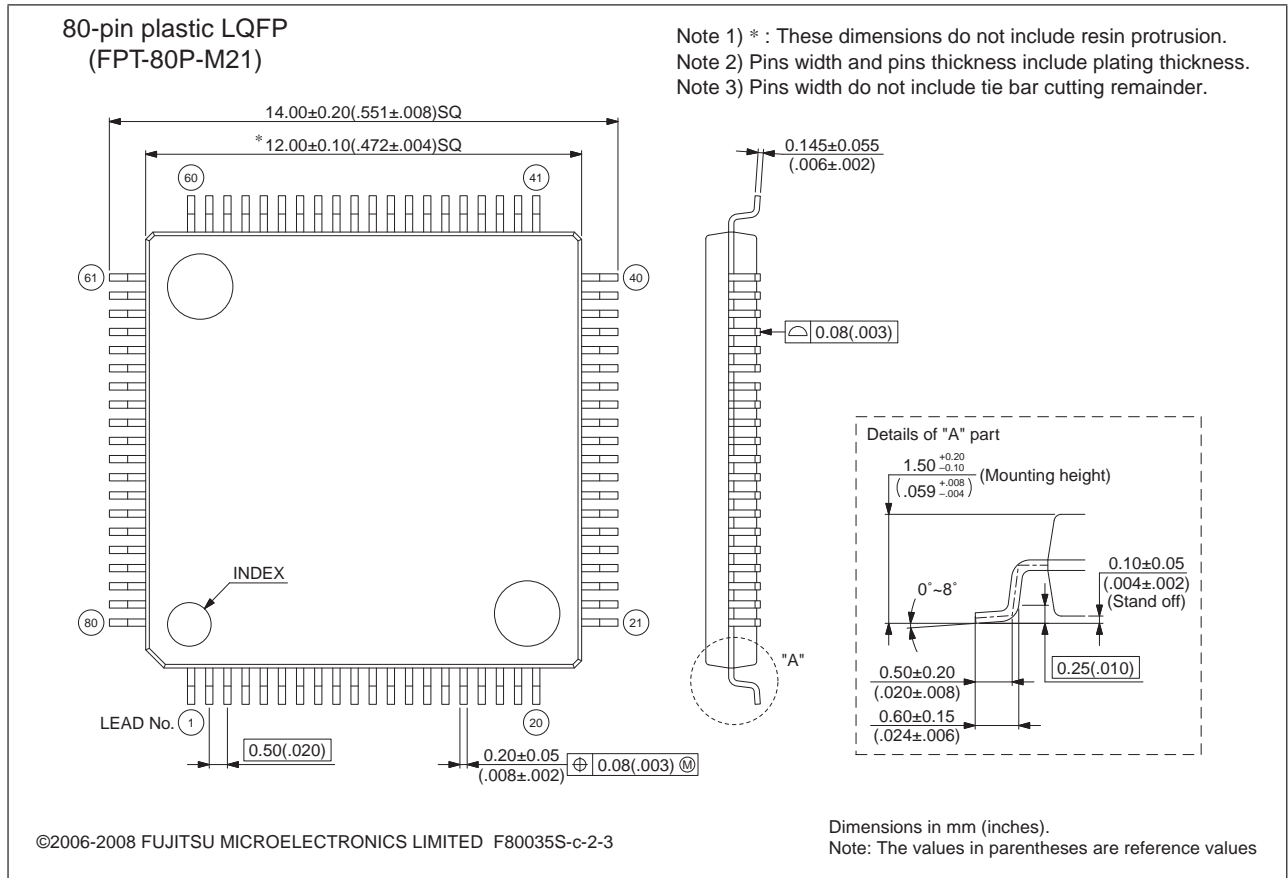 80-pin plastic LQFP
(FPT-80P-M21)
Note 1) * : These dimensions do not include resin protrusion.
Note 2) Pins width and pins thickness include plating thickness.
Note 3) Pins width do not include tie bar cutting remainder.
14.00±0.20(.551±.008)SQ
*12.00±0.10(.472±.004)SQ
0.145±0.055
(.006±.002)
60
41
61
40
0.08(.003)
Details of "A" part
1.50 +0.20 −0.10
(.059 +.008 −.004)
(Mounting height)
0.10±0.05
(.004±.002)
(Stand off)
0˚~8˚
INDEX
80
21
"A"
0.25(.010)
0.50±0.20
(.020±.008)
0.60±0.15
(.024±.006)
LEAD No.
1
20
0.50(.020)
0.20±0.05
(.008±.002)
⌖ 0.08(.003) Ⓜ
©2006-2008 FUJITSU MICROELECTRONICS LIMITED F80035S-c-2-3
Dimensions in mm (inches).
Note: The values in parentheses are reference values